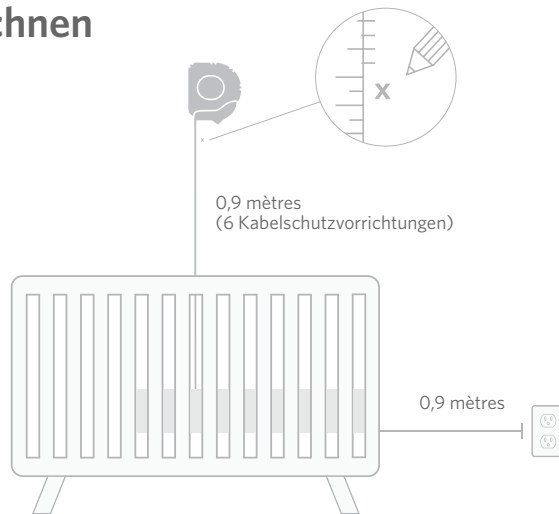 chnen
x
x
0,9 mètres
(6 Kabelschutzvorrichtungen)
0,9 mètres